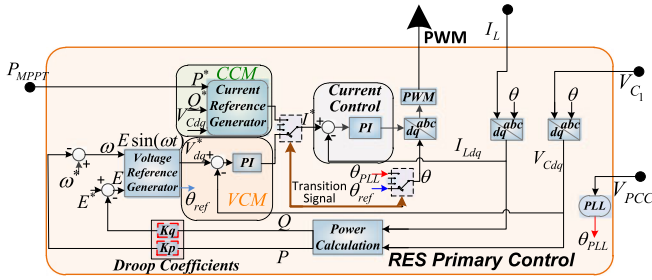 I_L
PWM
P_MPPT
P^*
CCM
Q^*
V_Cdq
Current
Reference
Generator
Current
Control
PWM
θ
θ
V_C1
I^*
PI
abc
dq
abc
dq
abc
dq
ω
E sin(ωt)
V^*_dq
ω^*
Voltage
Reference
Generator
PI
I_Ldq
V_Cdq
E^*
θ_ref
VCM
Transition
Signal
θ_PLL
θ_ref
θ
V_PCC
PLL
Kq
Q
Kp
P
Power
Calculation
θ_PLL
Droop Coefficients
RES Primary Control